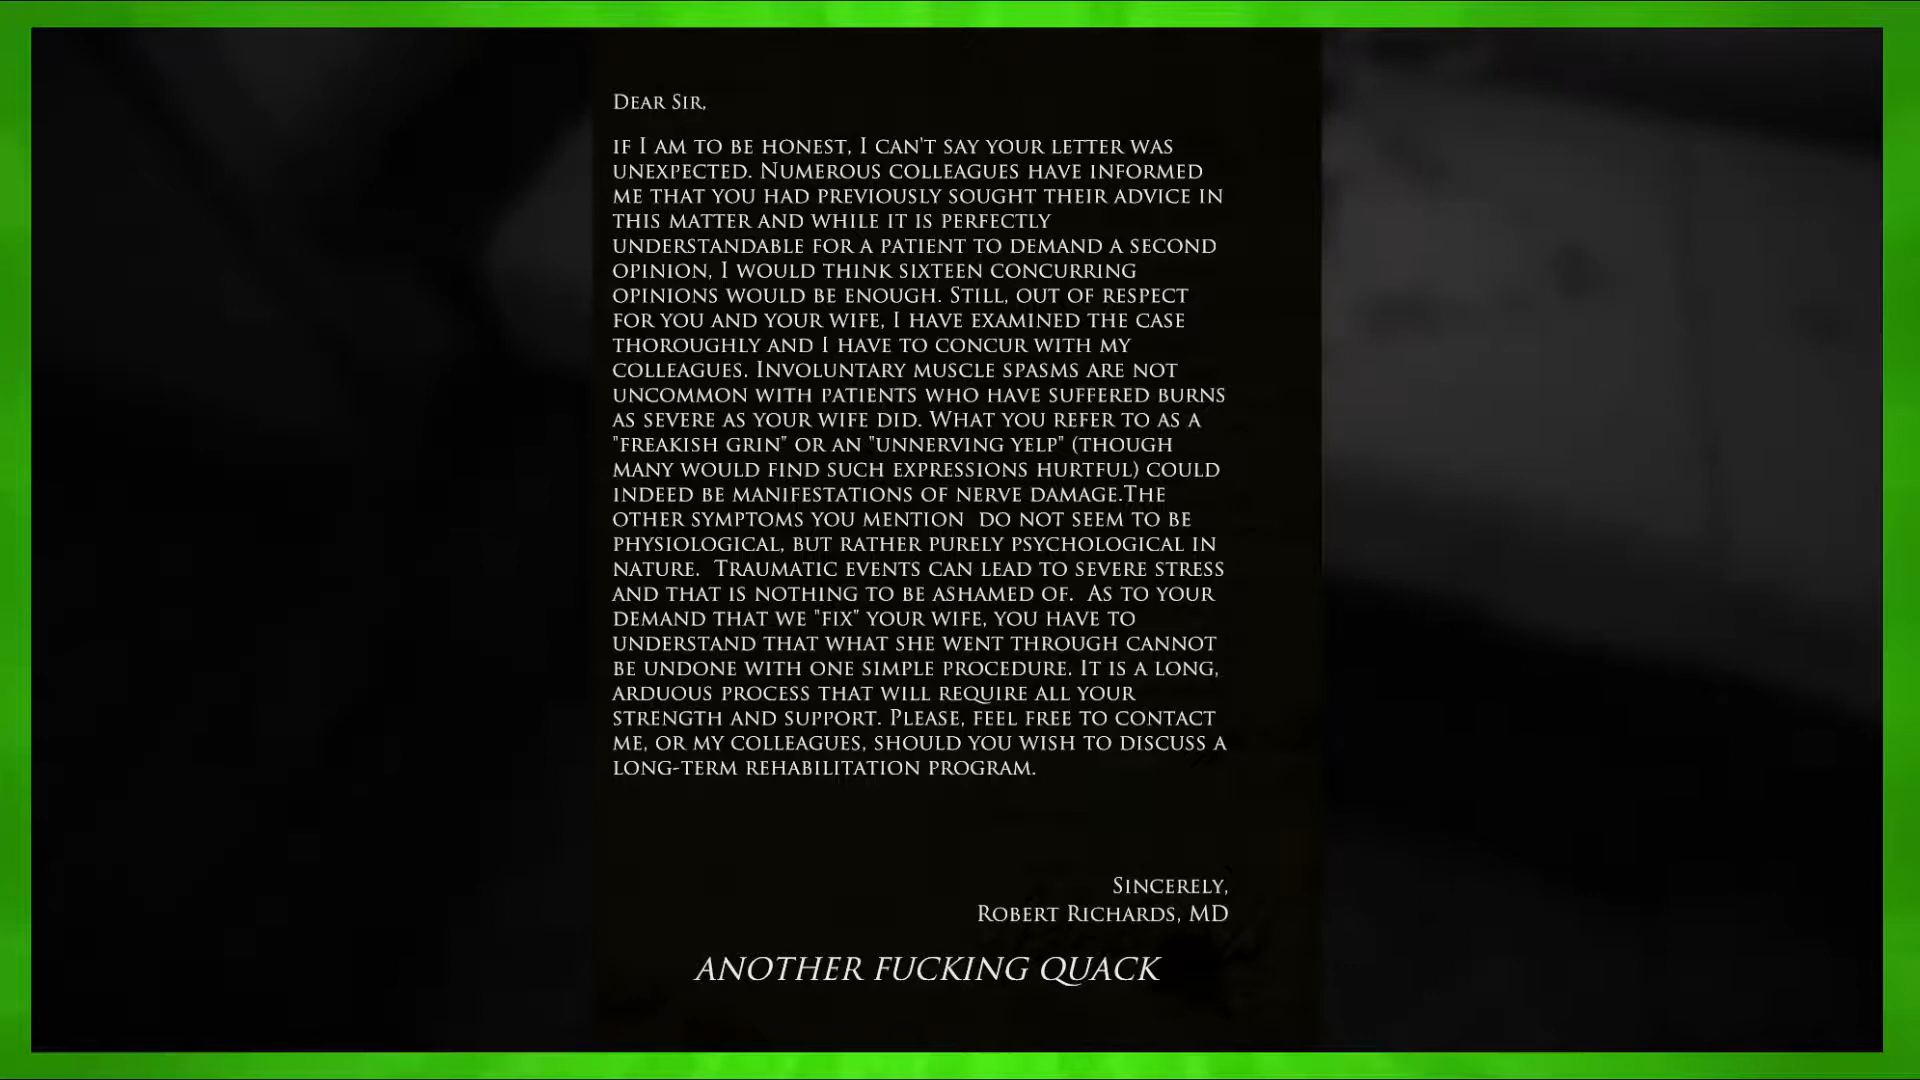 Dear Sir,
if I am to be honest, I can't say your letter was
unexpected. Numerous colleagues have informed
me that you had previously sought their advice in
this matter and while it is perfectly
understandable for a patient to demand a second
opinion, I would think sixteen concurring
opinions would be enough. Still, out of respect
for you and your wife, I have examined the case
thoroughly and I have to concur with my
colleagues. Involuntary muscle spasms are not
uncommon with patients who have suffered burns
as severe as your wife did. What you refer to as a
"freakish grin" or an "unnerving yelp" (though
many would find such expressions hurtful) could
indeed be manifestations of nerve damage.The
other symptoms you mention  do not seem to be
physiological, but rather purely psychological in
nature.  Traumatic events can lead to severe stress
and that is nothing to be ashamed of.  As to your
demand that we "fix" your wife, you have to
understand that what she went through cannot
be undone with one simple procedure. It is a long,
arduous process that will require all your
strength and support. Please, feel free to contact
me, or my colleagues, should you wish to discuss a
long-term rehabilitation program.
Sincerely,
Robert Richards, MD
ANOTHER FUCKING QUACK